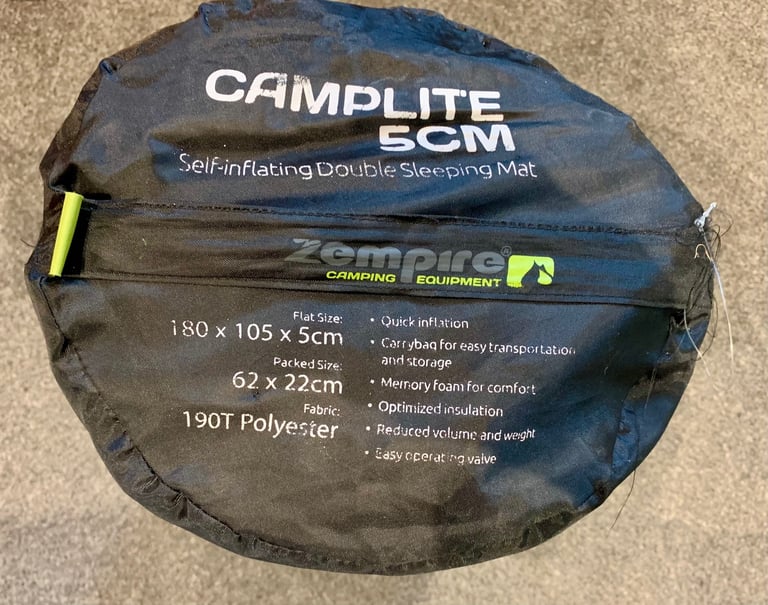 CAMPLITE
5CM
Self-inflating Double Sleeping Mat
Zempire®
CAMPING EQUIPMENT
Flat Size:
180 x 105 x 5cm
Packed Size:
62 x 22cm
Fabric:
190T Polyester
• Quick inflation
• Carrybag for easy transportation
and storage
• Memory foam for comfort
• Optimized insulation
• Reduced volume and weight
• Easy operating valve